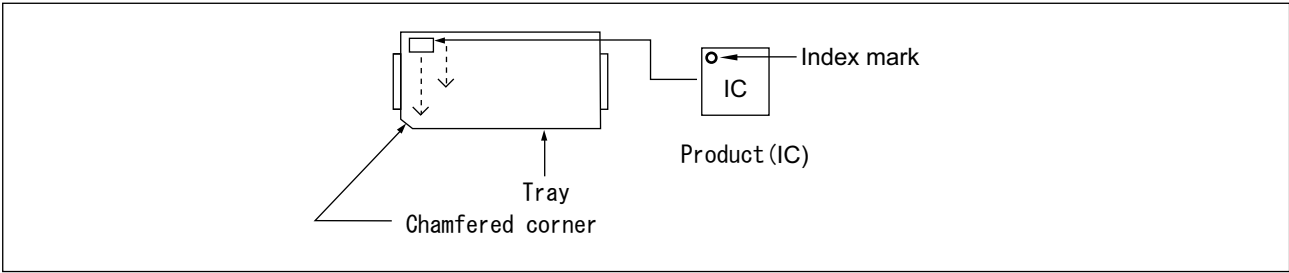 Index mark
IC
Product(IC)
Tray
Chamfered corner